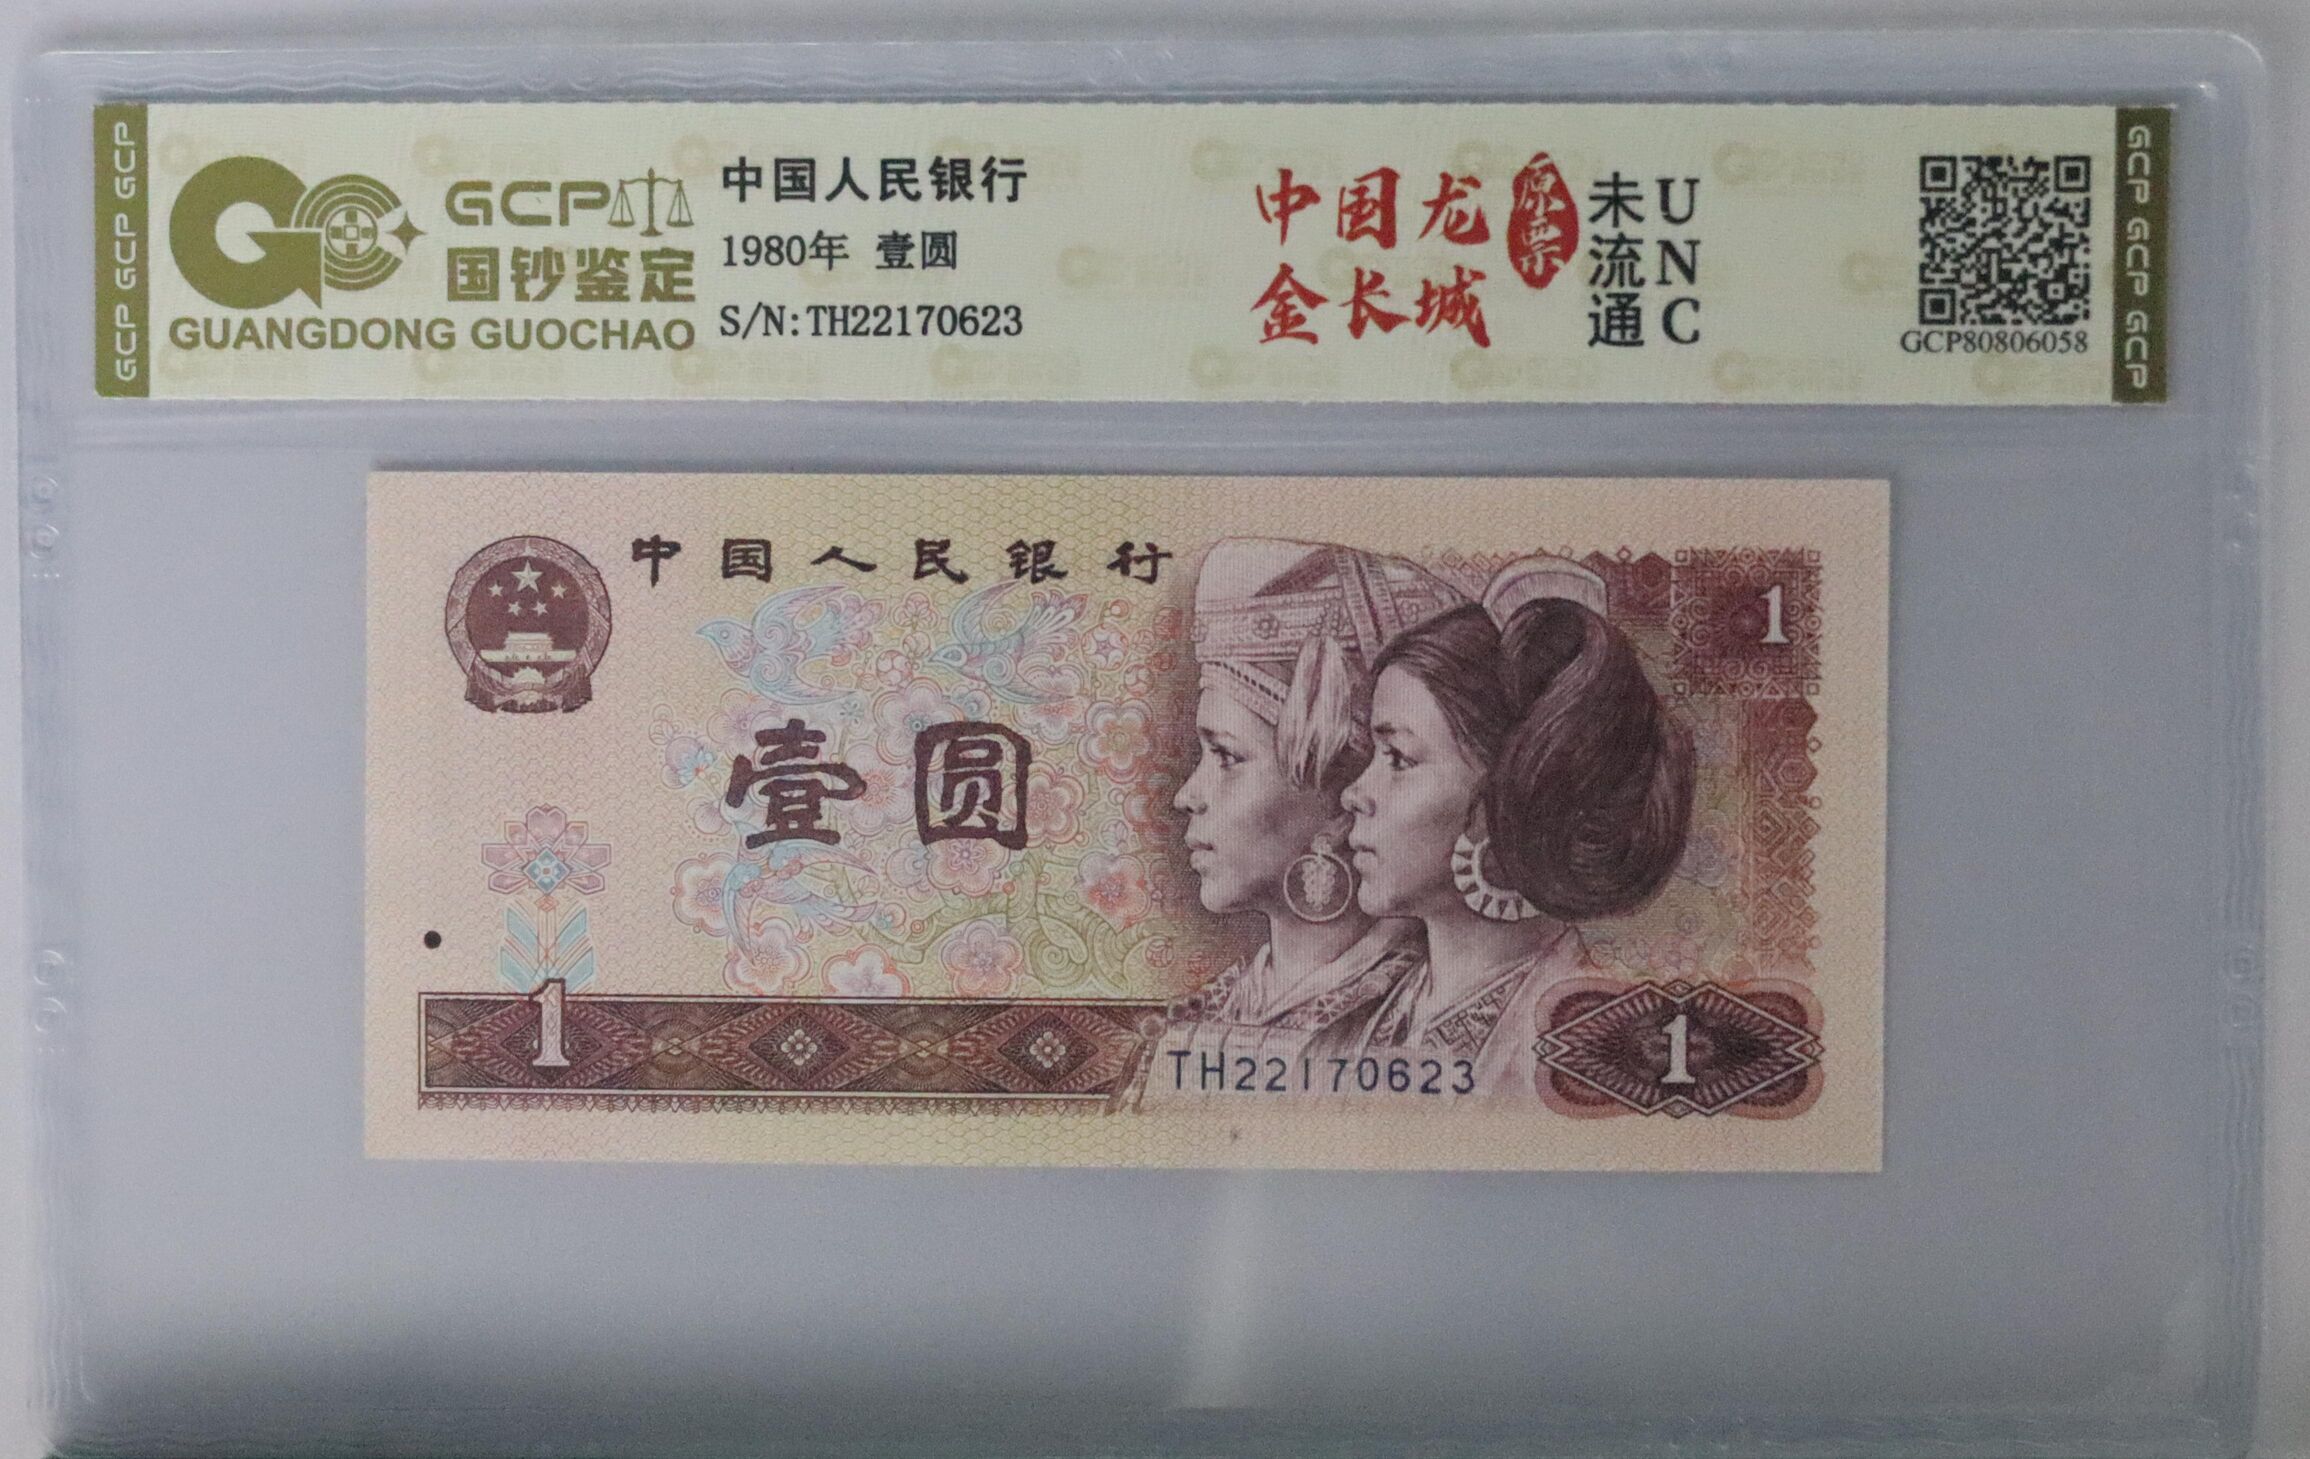 GCP GCP GCP
GCP
国钞鉴定
GUANGDONG GUOCHAO
中国人民银行
1980年 壹圆
S/N:TH22170623
中国龙
金长城
原票
未流通
UNC
GCP80806058
GCP GCP GCP
中国人民银行
1
壹圆
1
TH22170623
1